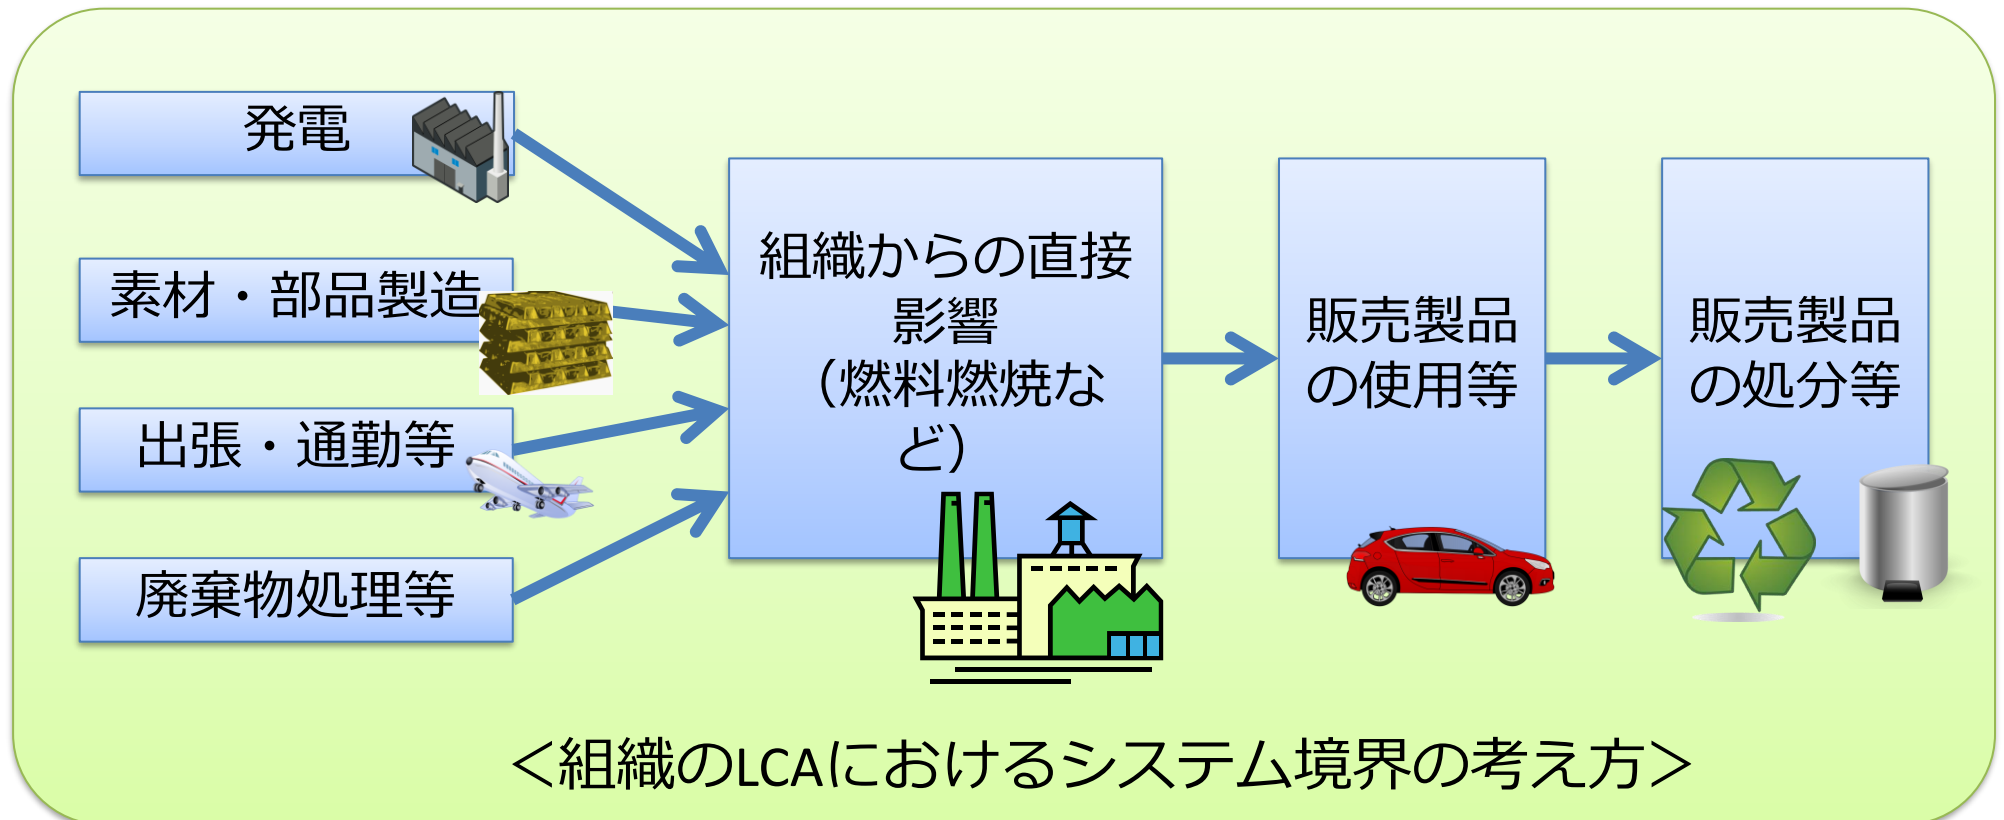 発電
素材・部品製造
出張・通勤等
廃棄物処理等
組織からの直接
影響
（燃料燃焼な
ど）
販売製品
の使用等
販売製品
の処分等
＜組織のLCAにおけるシステム境界の考え方＞